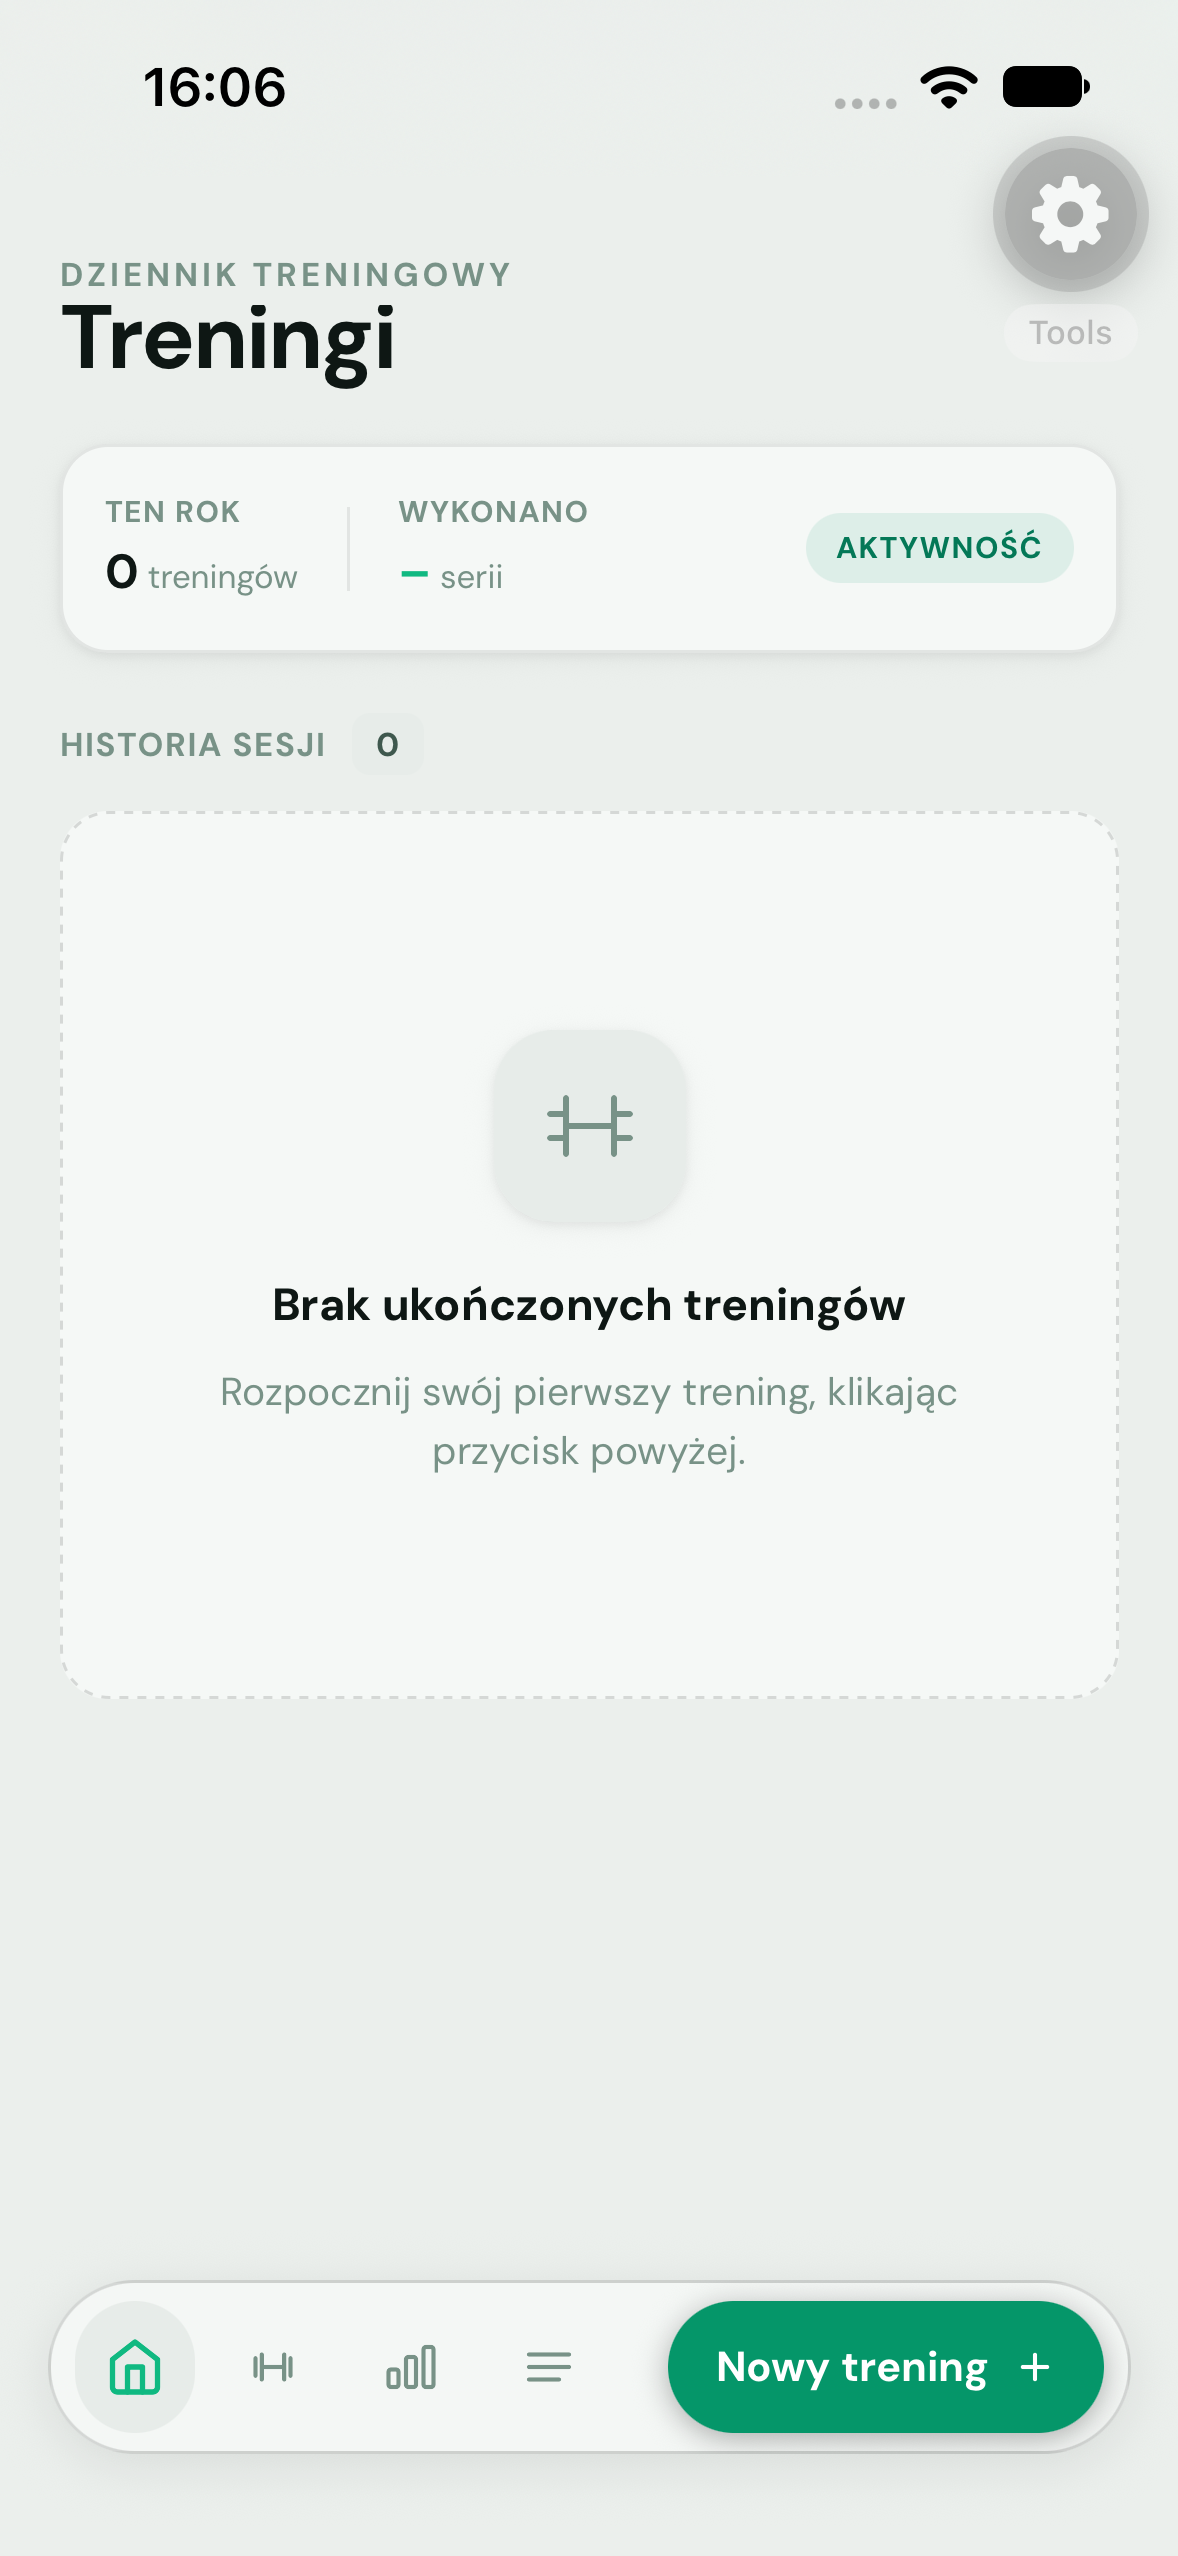 16:06
DZIENNIK TRENINGOWY
Treningi
Tools
TEN ROK
0 treningów
WYKONANO
– serii
AKTYWNOŚĆ
HISTORIA SESJI 0
Brak ukończonych treningów
Rozpocznij swój pierwszy trening, klikając
przycisk powyżej.
Nowy trening +